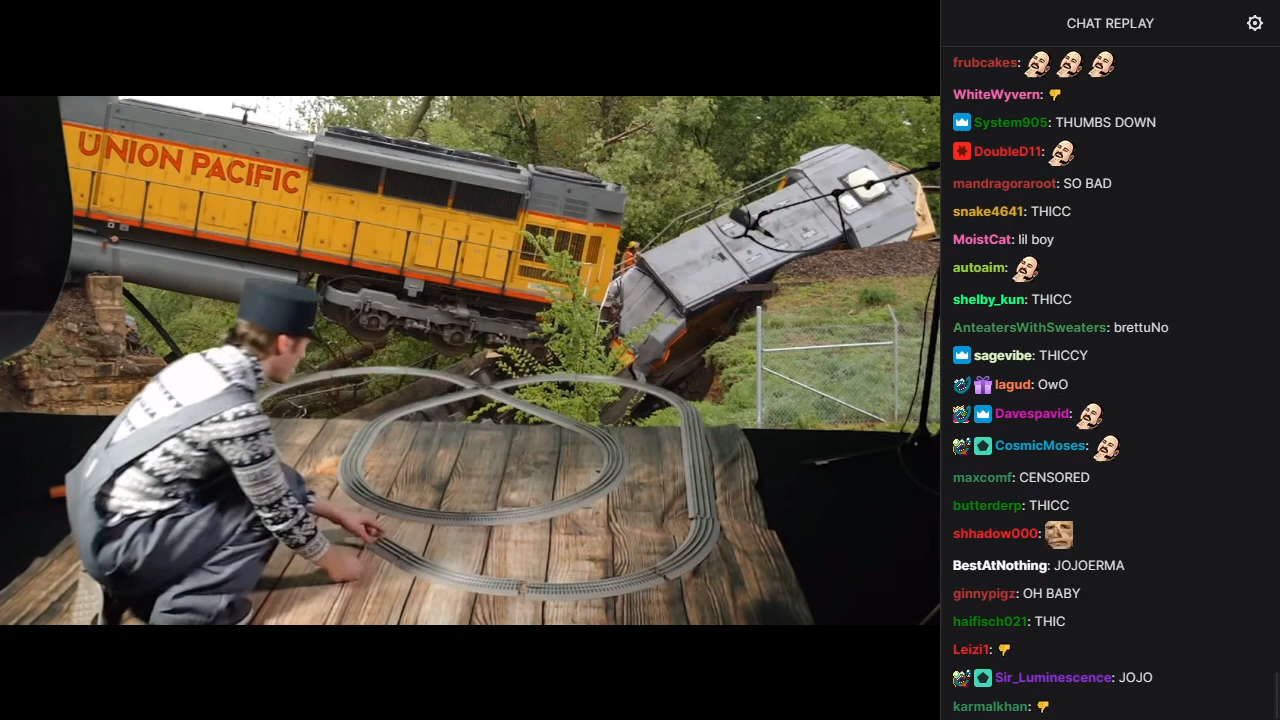 UNION PACIFIC
CHAT REPLAY
frubcakes:
WhiteWyvern: 👎
System905: THUMBS DOWN
DoubleD11:
mandragoraroot: SO BAD
snake4641: THICC
MoistCat: lil boy
autoaim:
shelby_kun: THICC
AnteatersWithSweaters: brettuNo
sagevibe: THICCY
lagud: OwO
Davespavid:
CosmicMoses:
maxcomf: CENSORED
butterderp: THICC
shhadow000:
BestAtNothing: JOJOERMA
ginnypigz: OH BABY
haifisch021: THIC
Leizi1: 👎
Sir_Luminescence: JOJO
karmalkhan: 👎